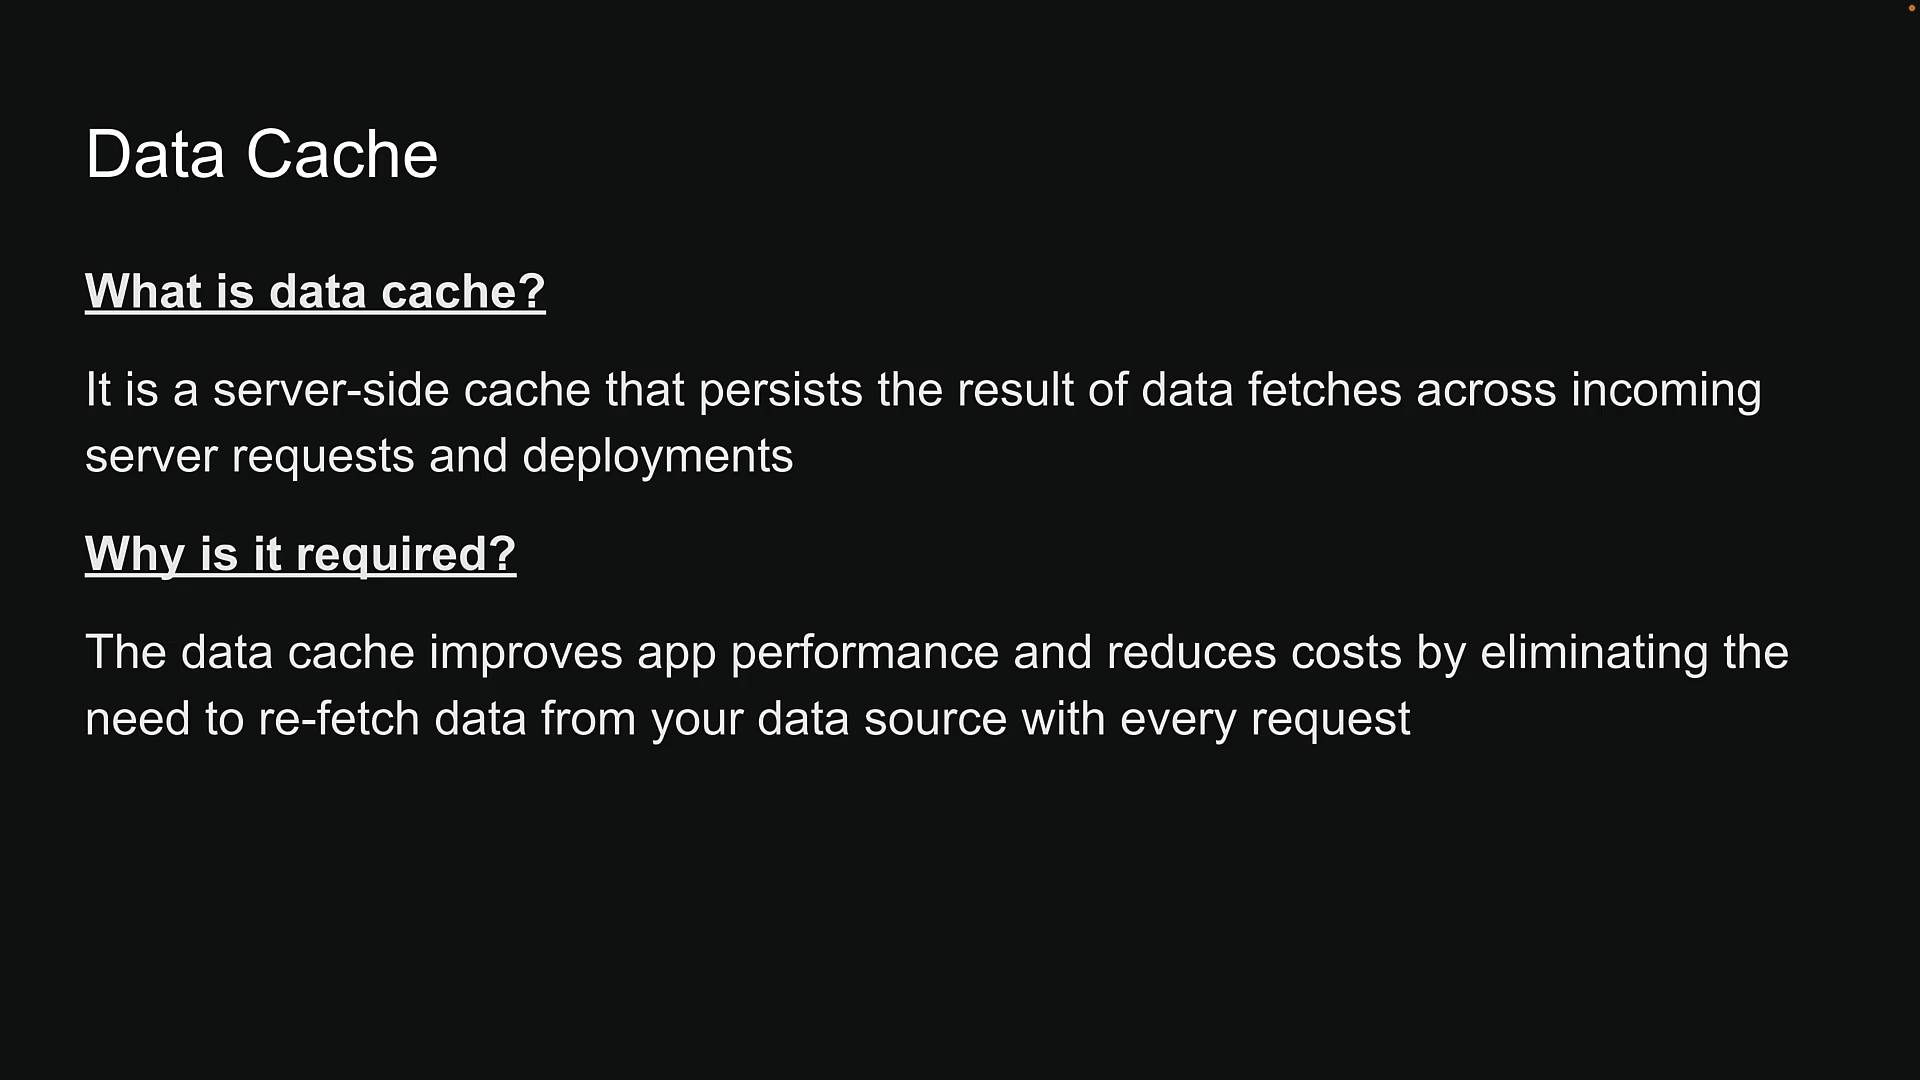 Data Cache
What is data cache?
It is a server-side cache that persists the result of data fetches across incoming
server requests and deployments
Why is it required?
The data cache improves app performance and reduces costs by eliminating the
need to re-fetch data from your data source with every request